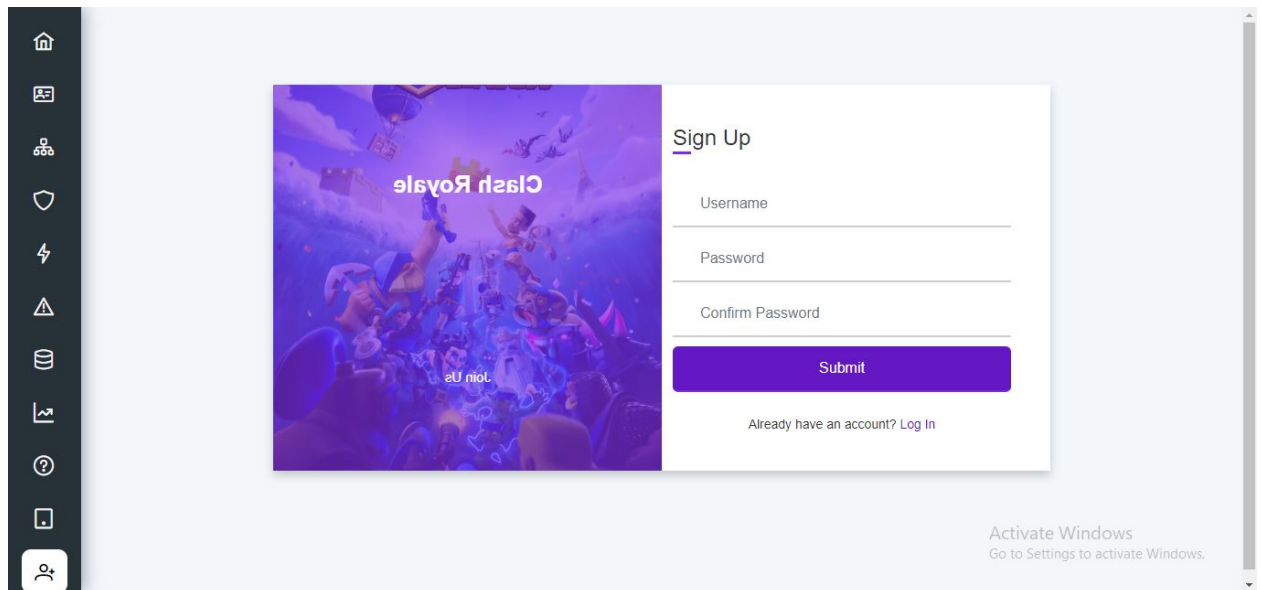 Clash Royale
Join Us
Sign Up
Username
Password
Confirm Password
Submit
Already have an account? Log In
Activate Windows
Go to Settings to activate Windows.